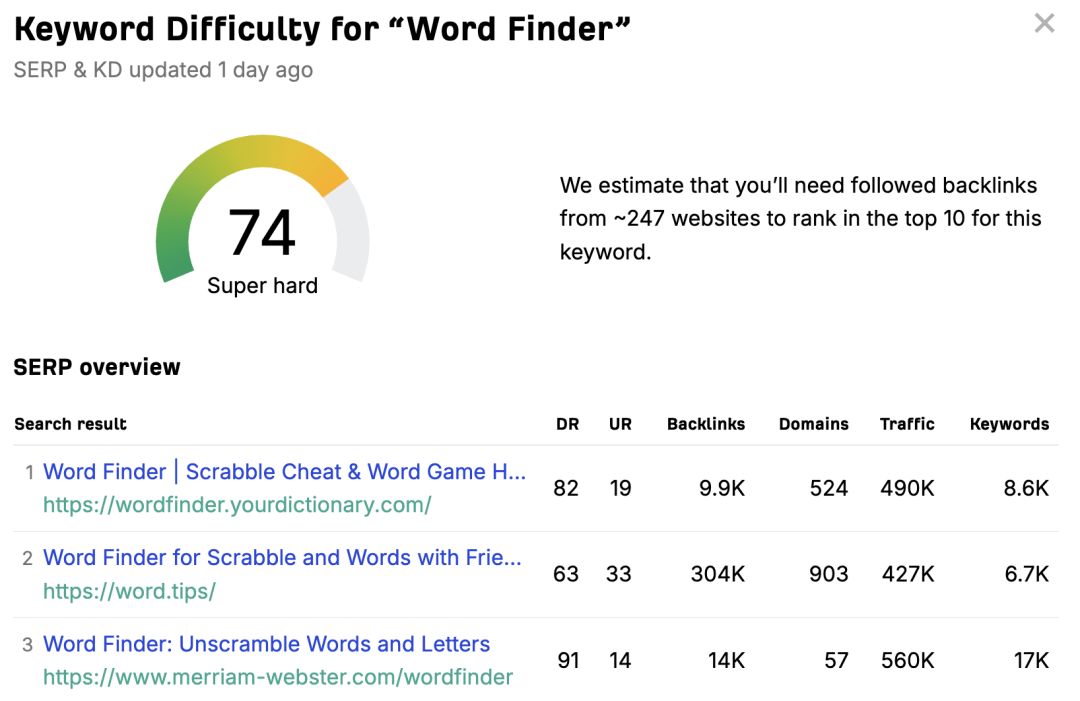 Keyword Difficulty for “Word Finder”
×
SERP & KD updated 1 day ago
74
Super hard
We estimate that you’ll need followed backlinks
from ~247 websites to rank in the top 10 for this
keyword.
SERP overview
Search result DR UR Backlinks Domains Traffic Keywords
1 Word Finder | Scrabble Cheat & Word Game H... 82 19 9.9K 524 490K 8.6K
https://wordfinder.yourdictionary.com/
2 Word Finder for Scrabble and Words with Frie... 63 33 304K 903 427K 6.7K
https://word.tips/
3 Word Finder: Unscramble Words and Letters 91 14 14K 57 560K 17K
https://www.merriam-webster.com/wordfinder